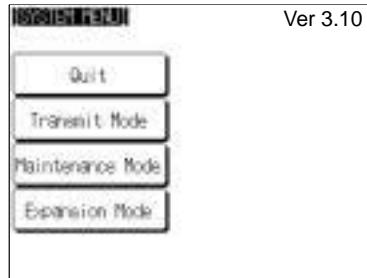 [SYSTEM MENU]
Ver 3.10
Quit
Transmit Mode
Maintenance Mode
Expansion Mode